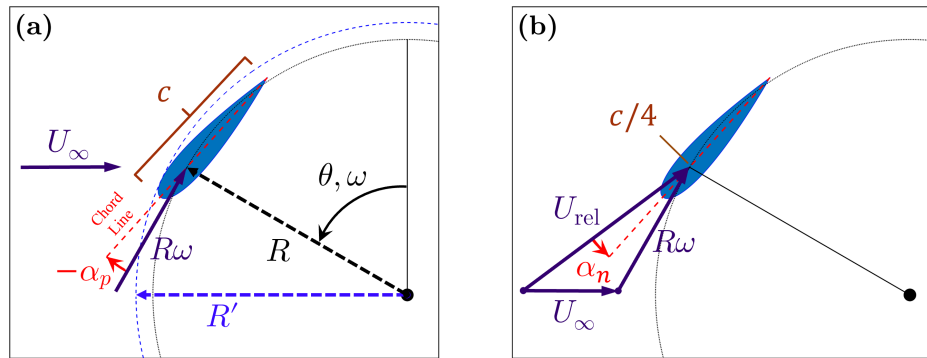 (a)
c
U∞
θ, ω
Chord
Line
Rω
R
−αp
R′
(b)
c/4
Urel
Rω
αn
U∞